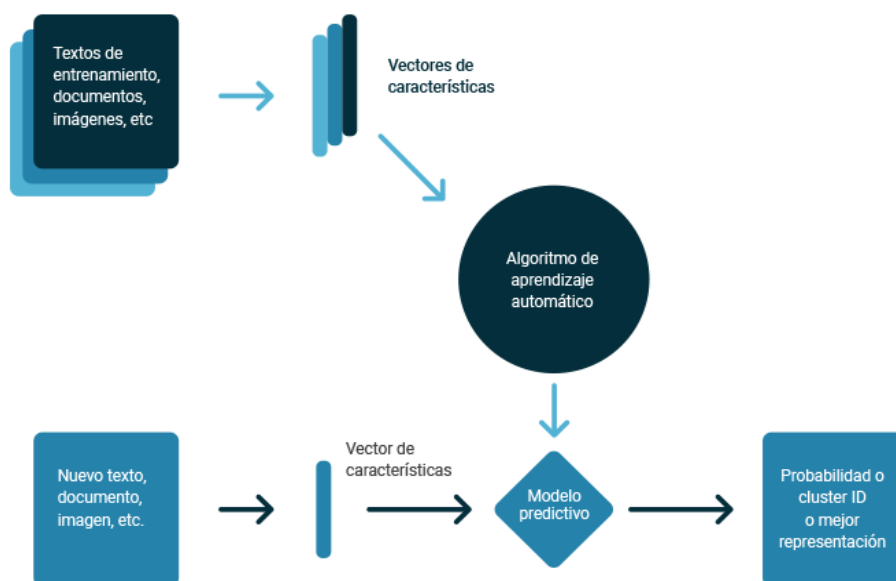 Textos de
entrenamiento,
documentos,
imágenes, etc
Vectores de
características
Algoritmo de
aprendizaje
automático
Nuevo texto,
documento,
imagen, etc.
Vector de
características
Modelo
predictivo
Probabilidad o
cluster ID
o mejor
representación